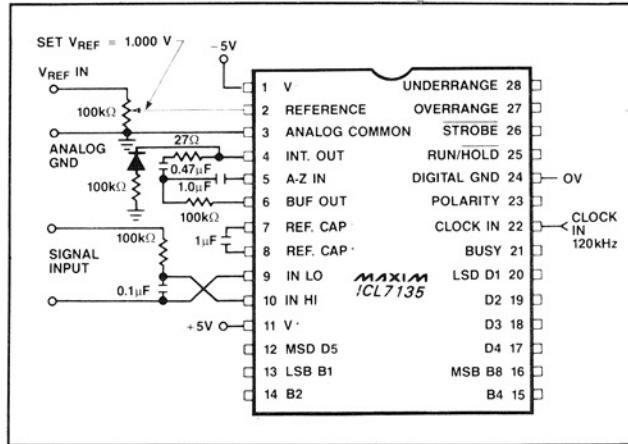 SET VREF = 1.000 V
VREF IN
100kΩ
ANALOG
GND
100kΩ
27Ω
0.47µF
1.0µF
100kΩ
1µF
100kΩ
SIGNAL
INPUT
0.1µF
-5V
+5V
1 V⁻
2 REFERENCE
3 ANALOG COMMON
4 INT. OUT
5 A-Z IN
6 BUF OUT
7 REF. CAP
8 REF. CAP
9 IN LO
10 IN HI
11 V⁺
12 MSD D5
13 LSB B1
14 B2
MAXIM
ICL7135
UNDERRANGE 28
OVERRANGE 27
STROBE 26
RUN/HOLD 25
DIGITAL GND 24
POLARITY 23
CLOCK IN 22
BUSY 21
LSD D1 20
D2 19
D3 18
D4 17
MSB B8 16
B4 15
0V
CLOCK
IN
120kHz